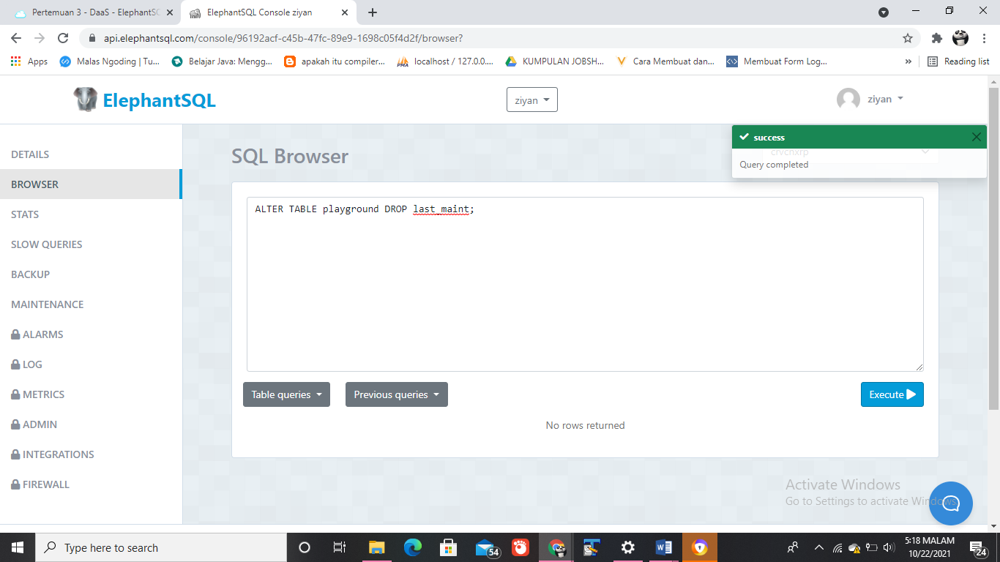 Pertemuan 3 - DaaS - ElephantSQ
ElephantSQL Console ziyan
api.elephantsql.com/console/96192acf-c45b-47fc-89e9-1698c05f4d2f/browser?
Apps
Malas Ngoding | Tu...
Belajar Java: Mengg...
apakah itu compiler...
localhost / 127.0.0....
KUMPULAN JOBSH...
Cara Membuat dan...
Membuat Form Log...
»
Reading list
ElephantSQL
ziyan
ziyan
success
crvcnxrp
Query completed
DETAILS
BROWSER
STATS
SLOW QUERIES
BACKUP
MAINTENANCE
ALARMS
LOG
METRICS
ADMIN
INTEGRATIONS
FIREWALL
SQL Browser
ALTER TABLE playground DROP last_maint;
Table queries
Previous queries
Execute
No rows returned
Activate Windows
Go to Settings to activate Windows.
Type here to search
54
5:18 MALAM
10/22/2021
24